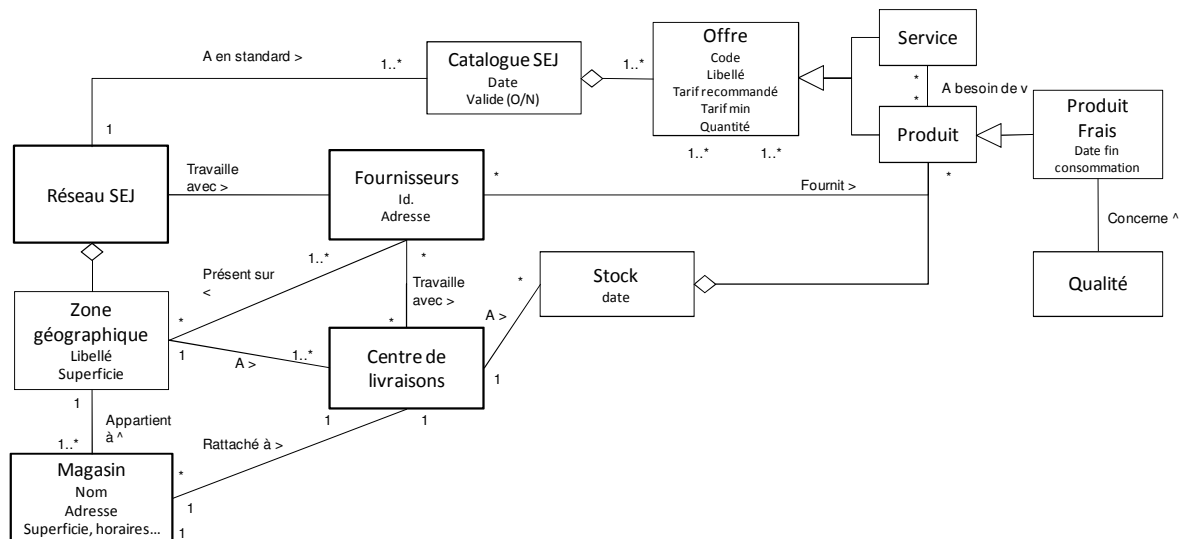 A en standard >
1..*
1
Catalogue SEJ
Date
Valide (O/N)
1..*
Offre
Code
Libellé
Tarif recommandé
Tarif min
Quantité
1..*
1..*
Service
*
*
A besoin de v
Produit
*
Produit
Frais
Date fin
consommation
Concerne ^
Qualité
Réseau SEJ
Travaille
avec >
Fournisseurs
Id.
Adresse
*
Fournit >
1..*
*
Présent sur
<
Travaille
avec >
*
Stock
date
*
A >
1
Zone
géographique
Libellé
Superficie
*
1
A >
1..*
Centre de
livraisons
1
1
1
Appartient
à ^
1..*
Rattaché à >
Magasin
Nom
Adresse
Superficie, horaires...
*
1
1